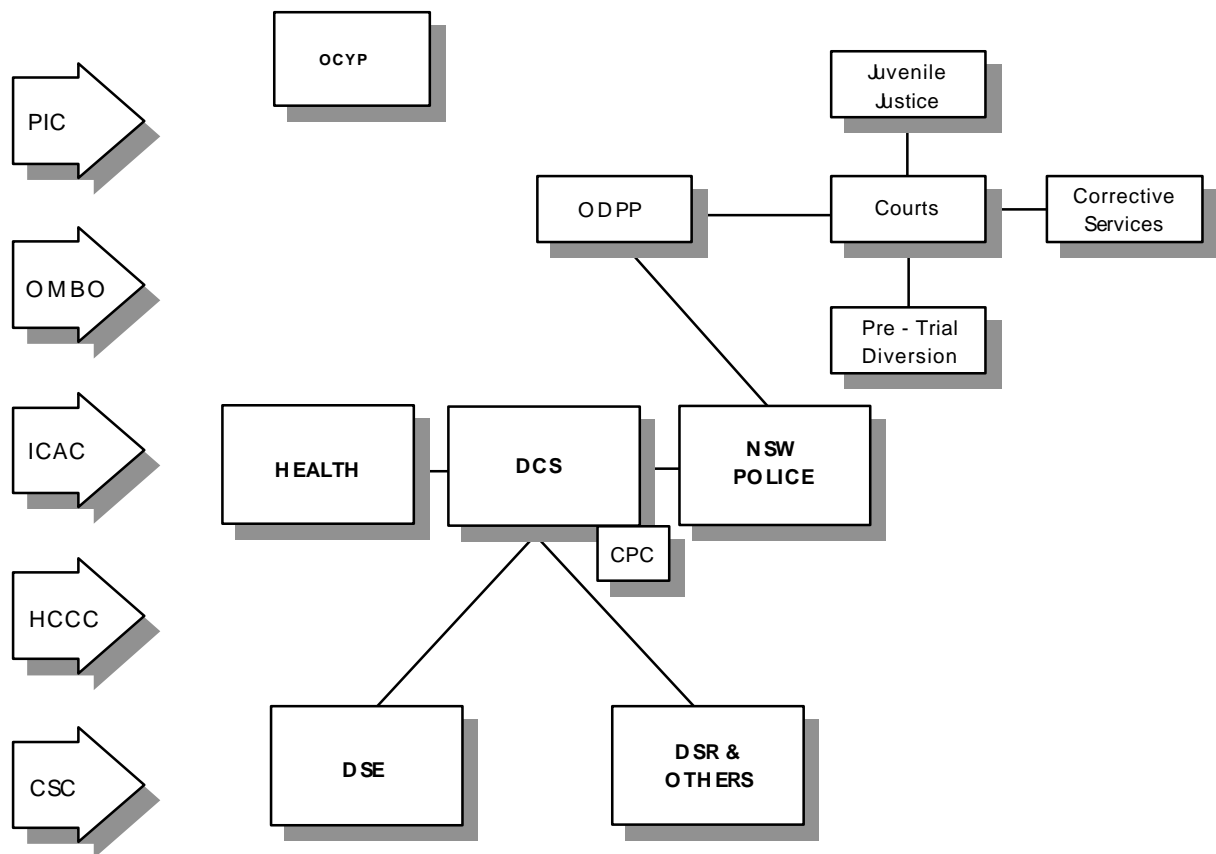 OCYP
PIC
Juvenile
Justice
ODPP
Courts
Corrective
Services
OMBO
Pre - Trial
Diversion
ICAC
HEALTH
DCS
NSW
POLICE
CPC
HCCC
DSE
DSR &
OTHERS
CSC